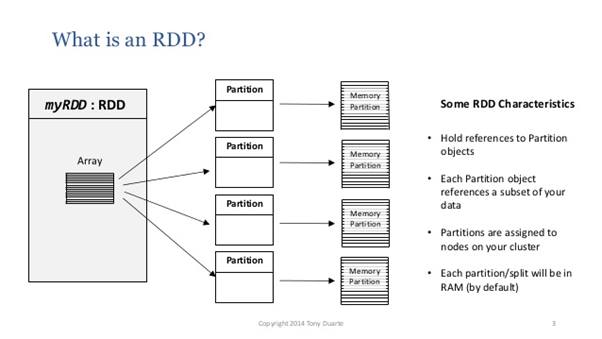 What is an RDD?
myRDD : RDD
Array
Partition
Memory
Partition
Partition
Memory
Partition
Partition
Memory
Partition
Partition
Memory
Partition
Some RDD Characteristics
• Hold references to Partition
objects
• Each Partition object
references a subset of your
data
• Partitions are assigned to
nodes on your cluster
• Each partition/split will be in
RAM (by default)
Copyright 2014 Tony Duarte
3